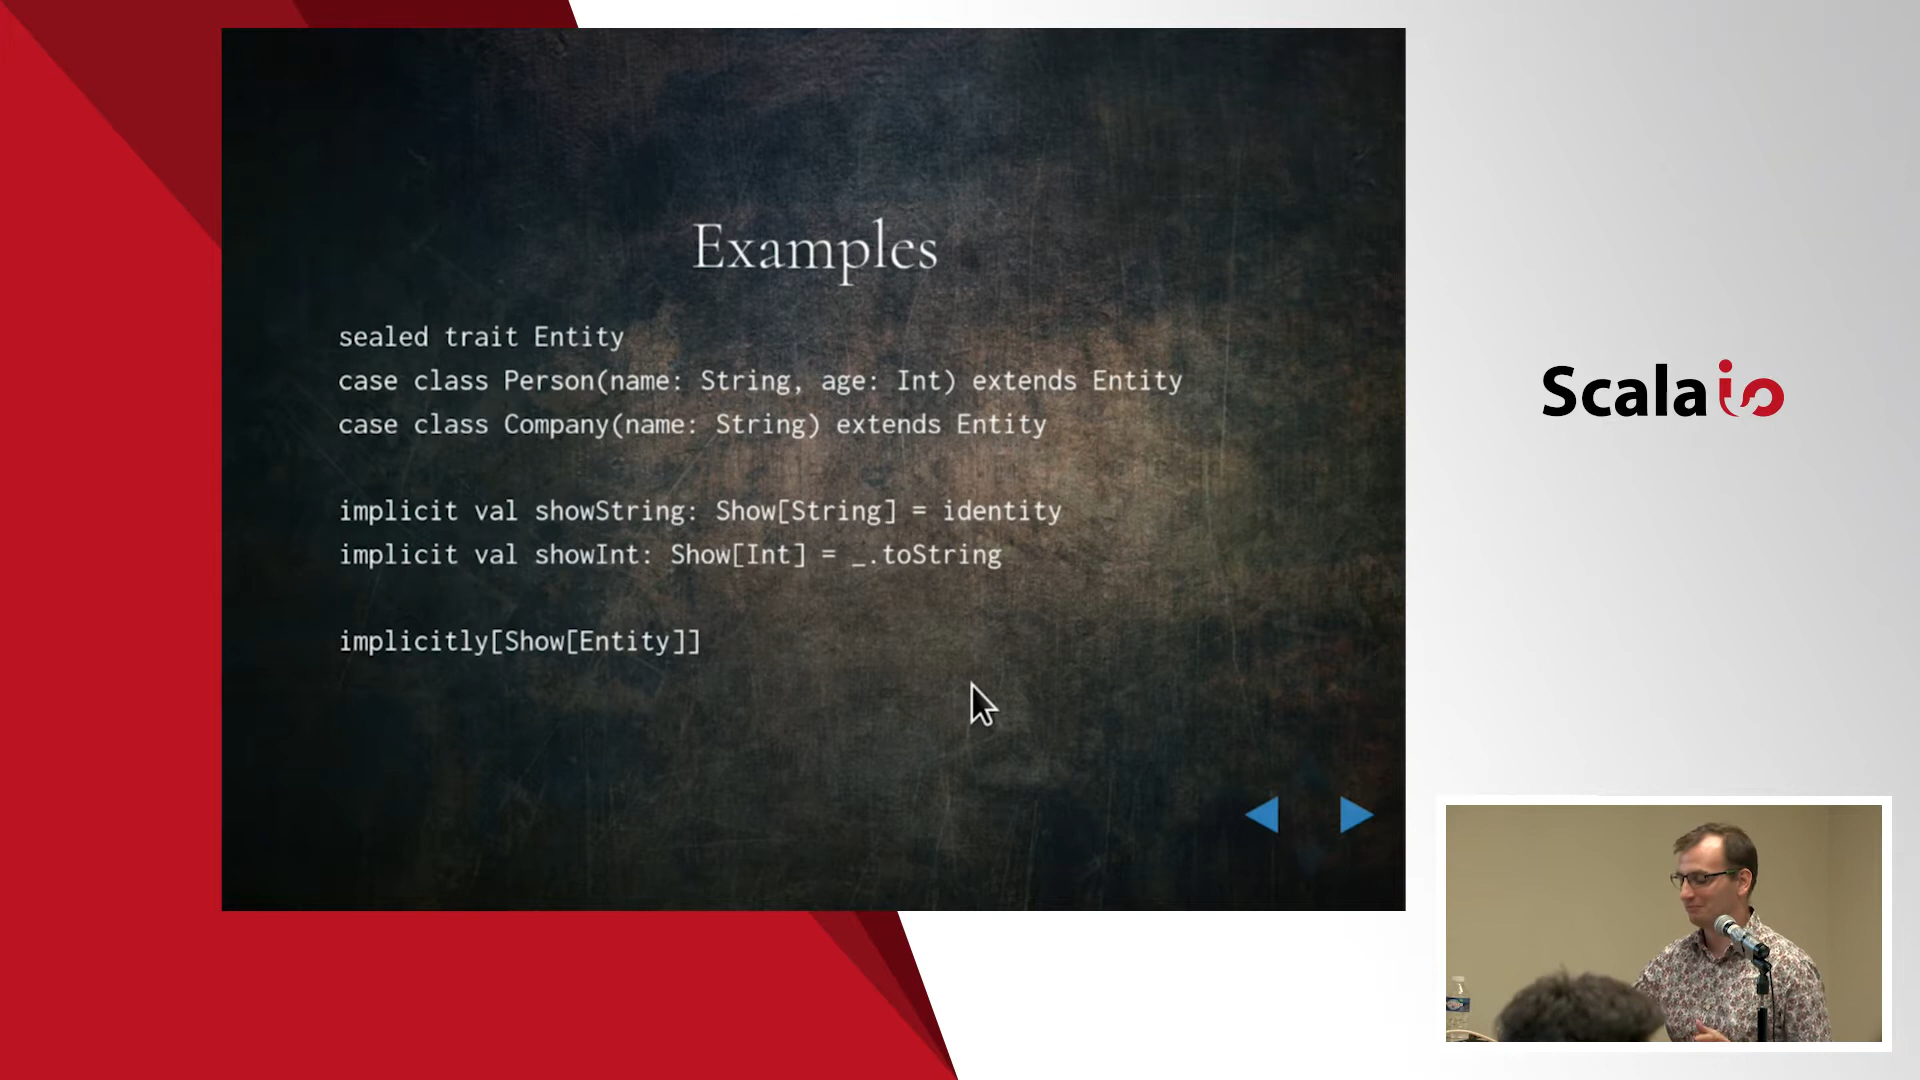 Examples
sealed trait Entity
case class Person(name: String, age: Int) extends Entity
case class Company(name: String) extends Entity
implicit val showString: Show[String] = identity
implicit val showInt: Show[Int] = _.toString
implicitly[Show[Entity]]
Scala io